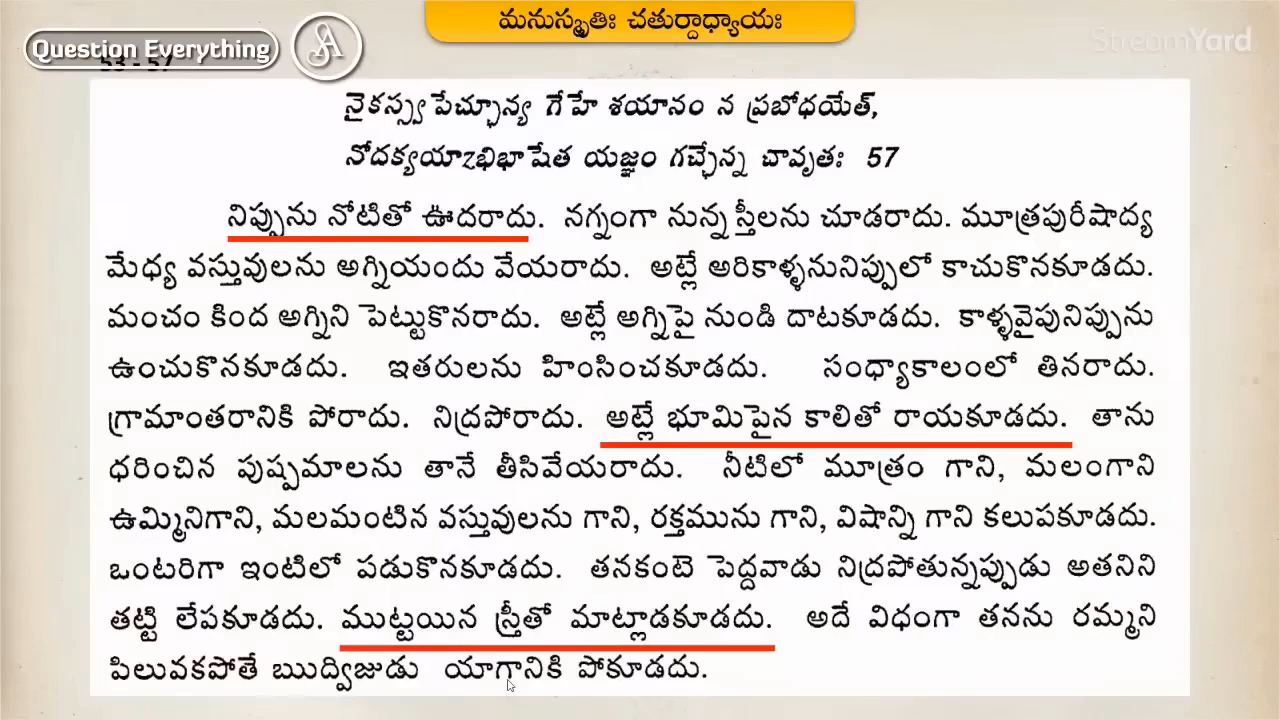 మనుస్మృతిః చతుర్దాధ్యాయః
Question Everything
StreamYard
53 - 57
నైకస్స్వపేచ్ఛూన్య గేహే శయానం న ప్రబోధయేత్,
నోదక్యయాzభిభాషేత యజ్ఞం గచ్ఛేన్న చావృతః 57
నిప్పును నోటితో ఊదరాదు. నగ్నంగా నున్న స్త్రీలను చూడరాదు. మూత్రపురీషాద్య
మేధ్య వస్తువులను అగ్నియందు వేయరాదు. అట్లే అరికాళ్ళనునిప్పులో కాచుకొనకూడదు.
మంచం కింద అగ్నిని పెట్టుకొనరాదు. అట్లే అగ్నిపై నుండి దాటకూడదు. కాళ్ళవైపునిప్పును
ఉంచుకొనకూడదు. ఇతరులను హింసించకూడదు. సంధ్యాకాలంలో తినరాదు.
గ్రామాంతరానికి పోరాదు. నిద్రపోరాదు. అట్లే భూమిపైన కాలితో రాయకూడదు. తాను
ధరించిన పుష్పమాలను తానే తీసివేయరాదు. నీటిలో మూత్రం గాని, మలంగాని
ఉమ్మినిగాని, మలమంటిన వస్తువులను గాని, రక్తమును గాని, విషాన్ని గాని కలుపకూడదు.
ఒంటరిగా ఇంటిలో పడుకొనకూడదు. తనకంటె పెద్దవాడు నిద్రపోతున్నప్పుడు అతనిని
తట్టి లేపకూడదు. ముట్టయిన స్త్రీతో మాట్లాడకూడదు. అదే విధంగా తనను రమ్మని
పిలువకపోతే ఋద్విజుడు యాగానికి పోకూడదు.